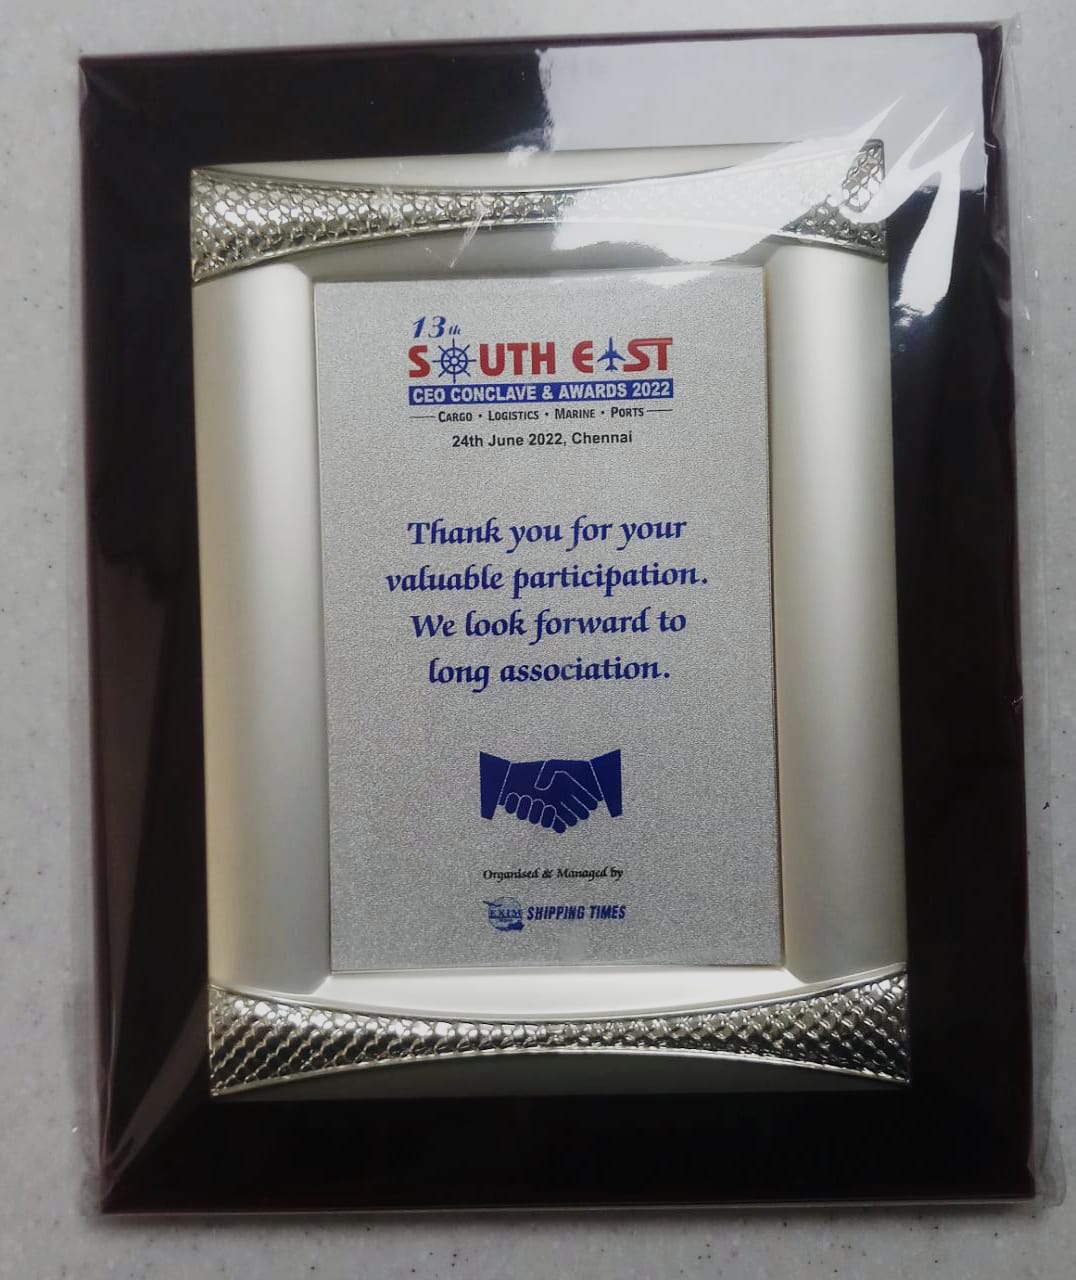 13th
SOUTH EAST
CEO CONCLAVE & AWARDS 2022
CARGO • LOGISTICS • MARINE • PORTS
24th June 2022, Chennai
Thank you for your
valuable participation.
We look forward to
long association.
Organised & Managed by
EXIM SHIPPING TIMES